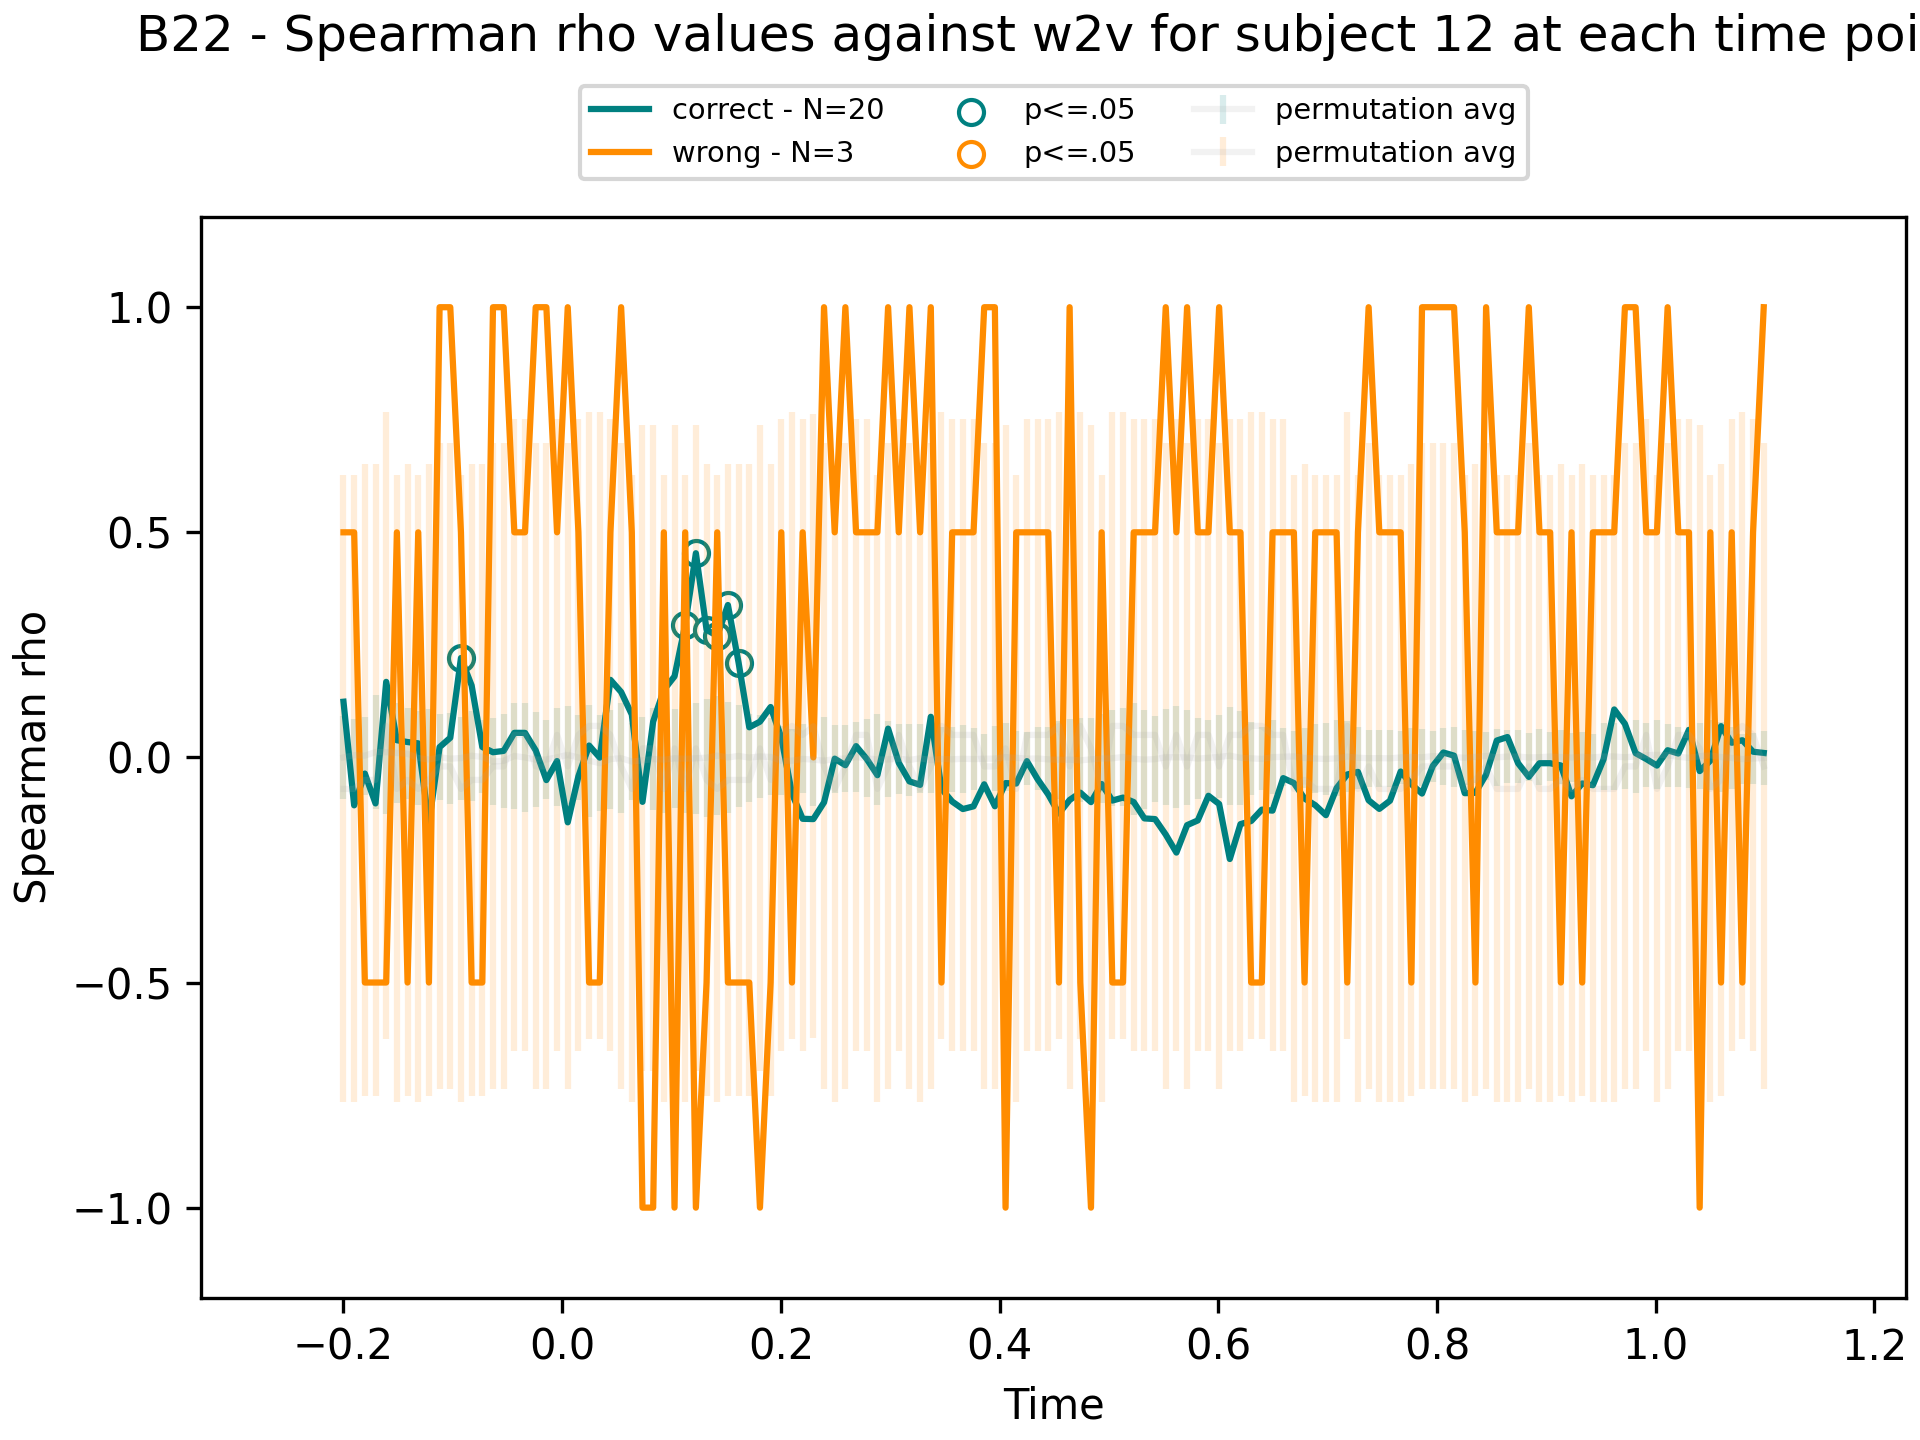 B22 - Spearman rho values against w2v for subject 12 at each time poi
correct - N=20
wrong - N=3
p<=.05
p<=.05
permutation avg
permutation avg
Spearman rho
1.0
0.5
0.0
−0.5
−1.0
−0.2 0.0 0.2 0.4 0.6 0.8 1.0 1.2
Time